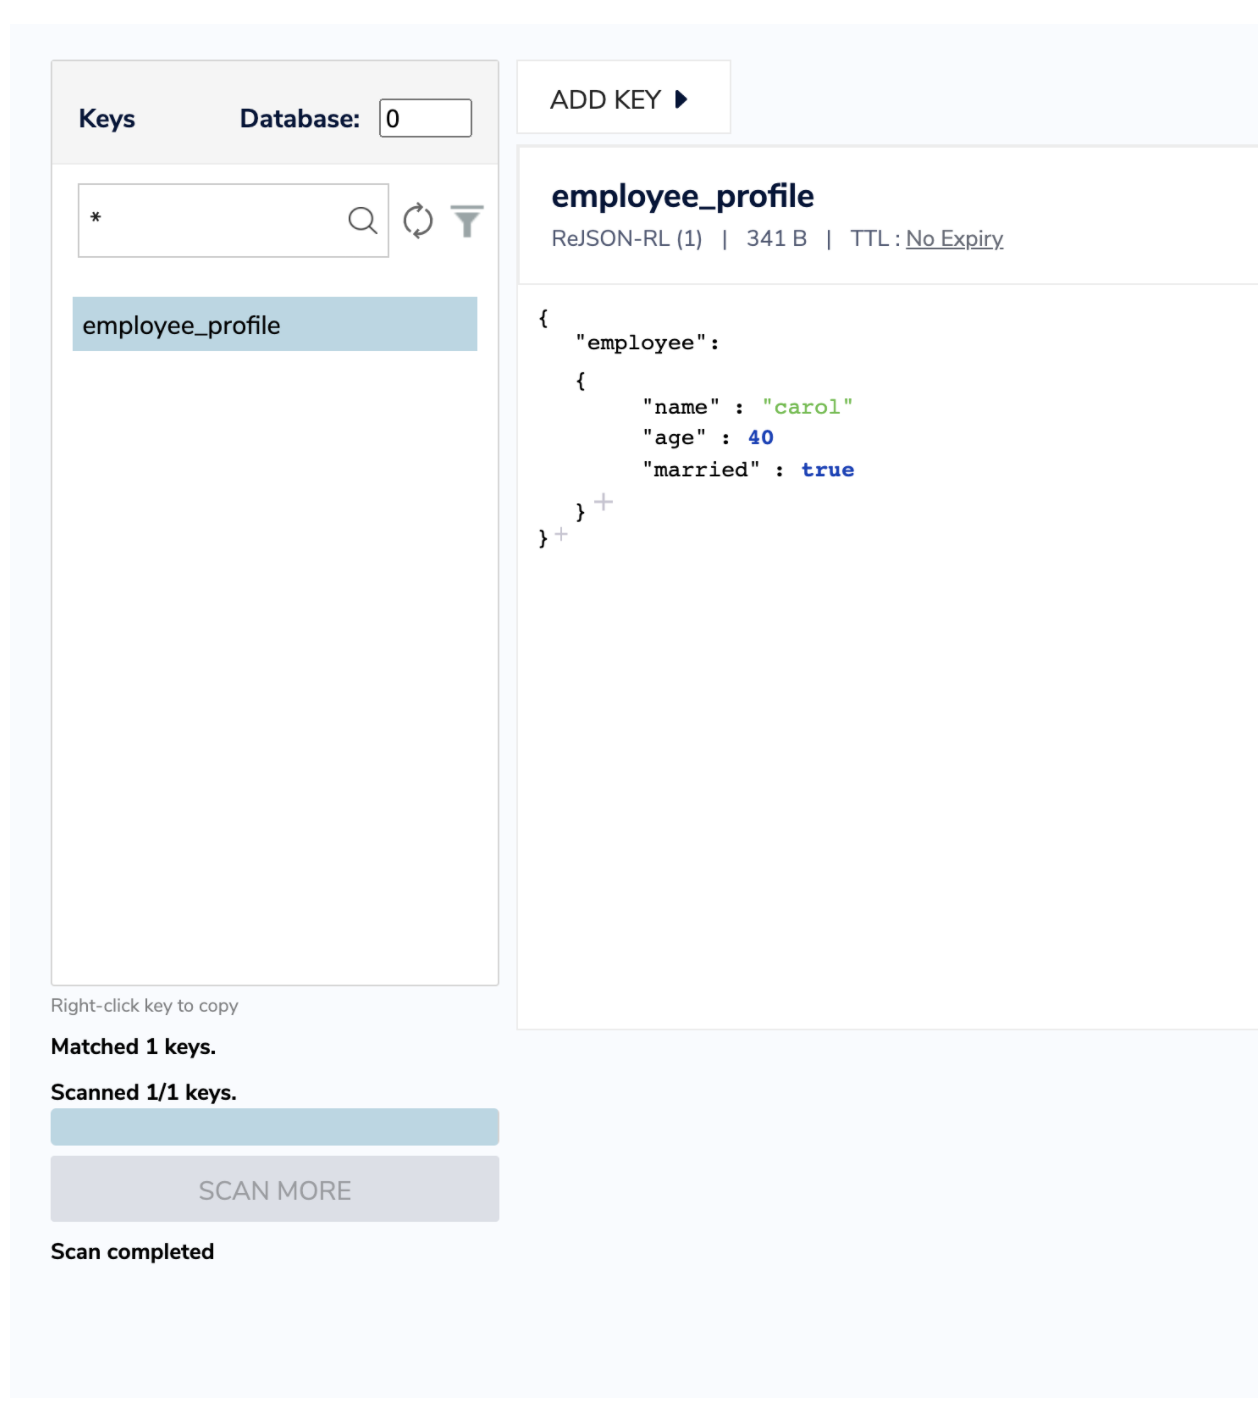 Keys Database: 0
*
employee_profile
Right-click key to copy
Matched 1 keys.
Scanned 1/1 keys.
SCAN MORE
Scan completed
ADD KEY
employee_profile
ReJSON-RL (1) | 341 B | TTL : No Expiry
{
"employee":
{
"name" : "carol"
"age" : 40
"married" : true
} +
} +